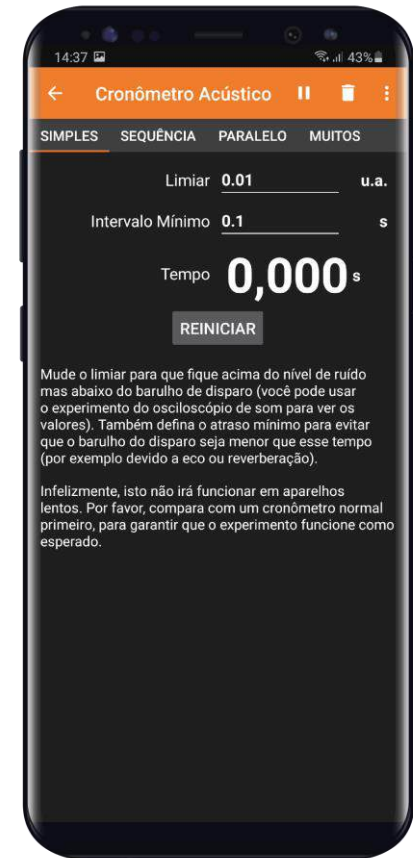 14:37 43%
Cronômetro Acústico
SIMPLES SEQUÊNCIA PARALELO MUITOS
Limiar 0.01 u.a.
Intervalo Mínimo 0.1 s
Tempo 0,000 s
REINICIAR
Mude o limiar para que fique acima do nível de ruído
mas abaixo do barulho de disparo (você pode usar
o experimento do osciloscópio de som para ver os
valores). Também defina o atraso mínimo para evitar
que o barulho do disparo seja menor que esse tempo
(por exemplo devido a eco ou reverberação).
Infelizmente, isto não irá funcionar em aparelhos
lentos. Por favor, compara com um cronômetro normal
primeiro, para garantir que o experimento funcione como
esperado.